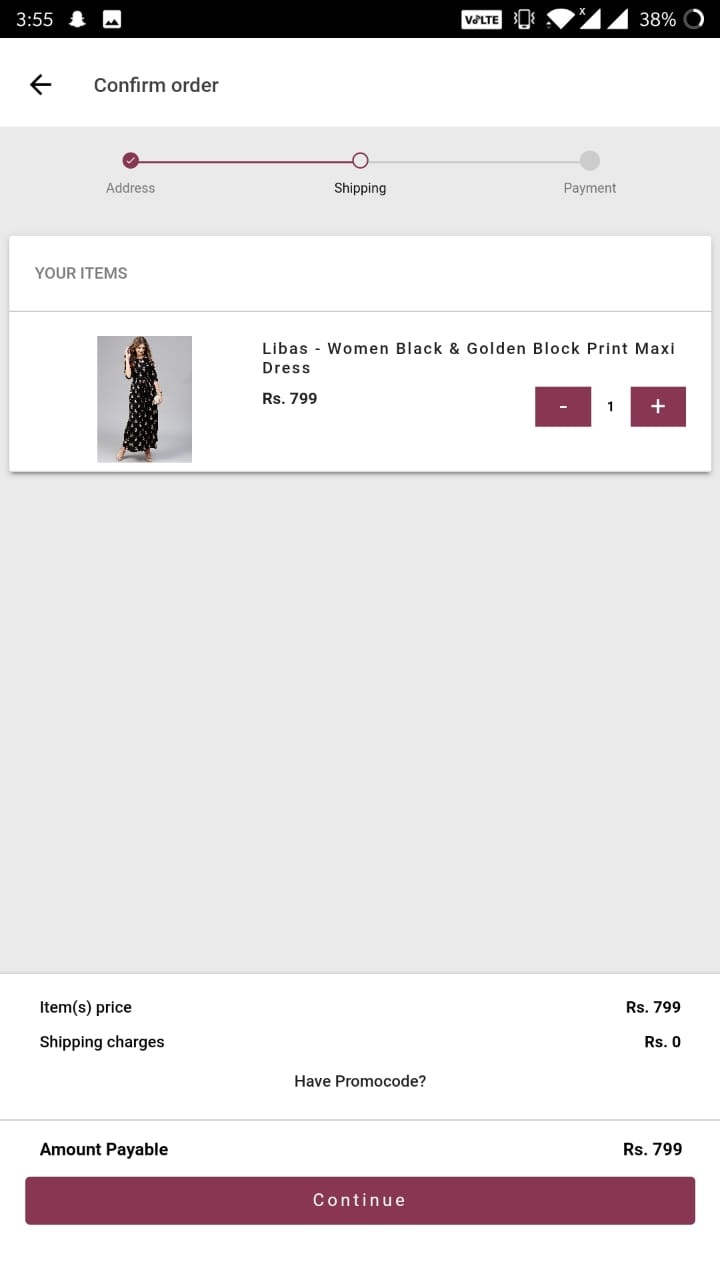 3:55
VoLTE
x
38%
Confirm order
Address
Shipping
Payment
YOUR ITEMS
Libas - Women Black & Golden Block Print Maxi
Dress
Rs. 799
-
1
+
Item(s) price
Rs. 799
Shipping charges
Rs. 0
Have Promocode?
Amount Payable
Rs. 799
Continue